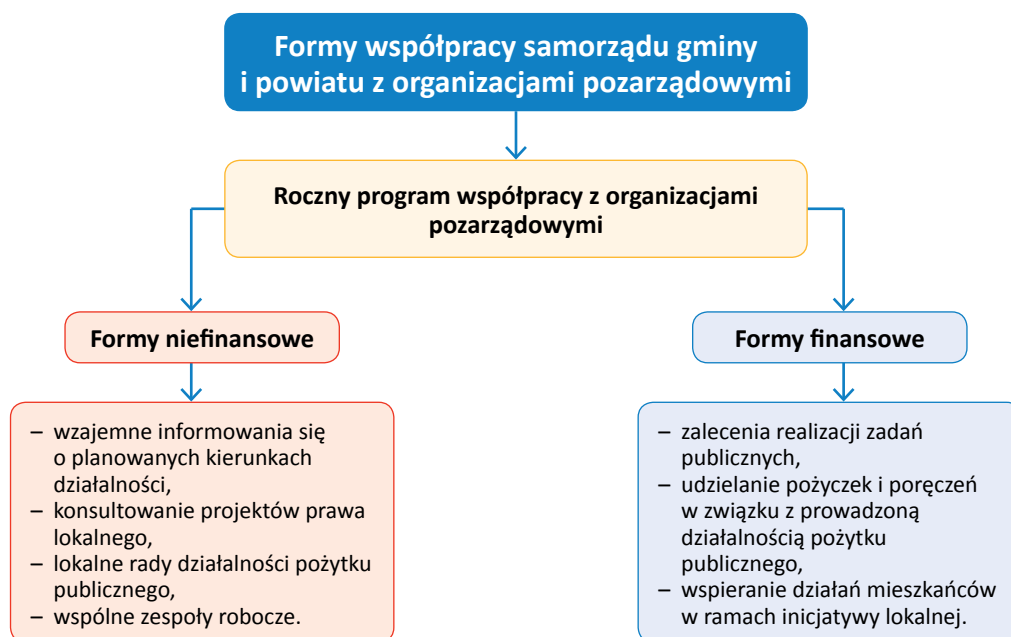 Formy współpracy samorządu gminy
i powiatu z organizacjami pozarządowymi
Roczny program współpracy z organizacjami
pozarządowymi
Formy niefinansowe
– wzajemne informowania się
o planowanych kierunkach
działalności,
– konsultowanie projektów prawa
lokalnego,
– lokalne rady działalności pożytku
publicznego,
– wspólne zespoły robocze.
Formy finansowe
– zalecenia realizacji zadań
publicznych,
– udzielanie pożyczek i poręczeń
w związku z prowadzoną
działalnością pożytku
publicznego,
– wspieranie działań mieszkańców
w ramach inicjatywy lokalnej.